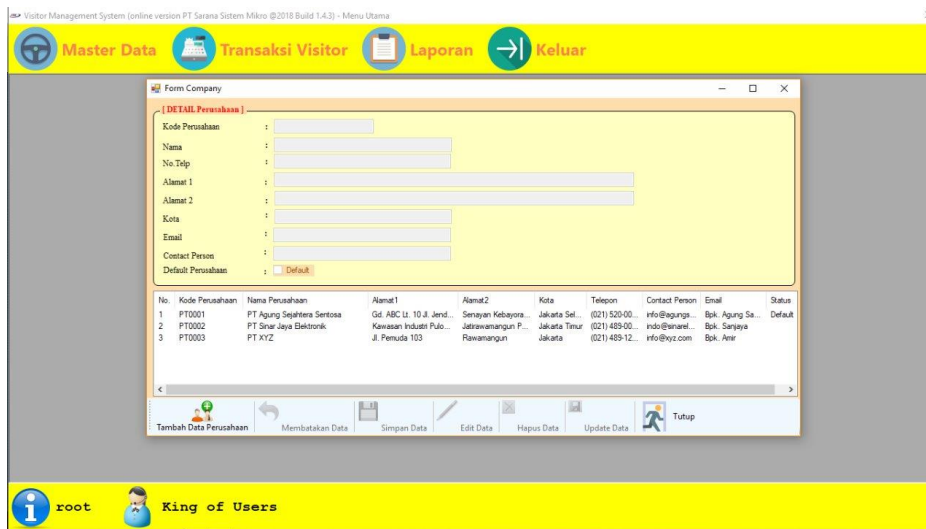 Visitor Management System (online version PT Sarana Sistem Mikro @2018 Build 1.4.3) - Menu Utama
Master Data Transaksi Visitor Laporan Keluar
Form Company
[ DETAIL Perusahaan ]
Kode Perusahaan :
Nama :
No.Telp :
Alamat 1 :
Alamat 2 :
Kota :
Email :
Contact Person :
Default Perusahaan : Default
No. Kode Perusahaan Nama Perusahaan Alamat1 Alamat2 Kota Telepon Contact Person Email Status
1 PT0001 PT Agung Sejahtera Sentosa Gd. ABC Lt. 10 Jl. Jend... Senayan Kebayora... Jakarta Sel... (021) 520-00... info@agungs... Bpk. Agung Sa... Default
2 PT0002 PT Sinar Jaya Elektronik Kawasan Industri Pulo... Jatirawamangun P... Jakarta Timur (021) 489-00... indo@sinarel... Bpk. Sanjaya
3 PT0003 PT XYZ Jl. Pemuda 103 Rawamangun Jakarta (021) 489-12... info@xyz.com Bpk. Amir
Tambah Data Perusahaan Membatakan Data Simpan Data Edit Data Hapus Data Update Data Tutup
root King of Users